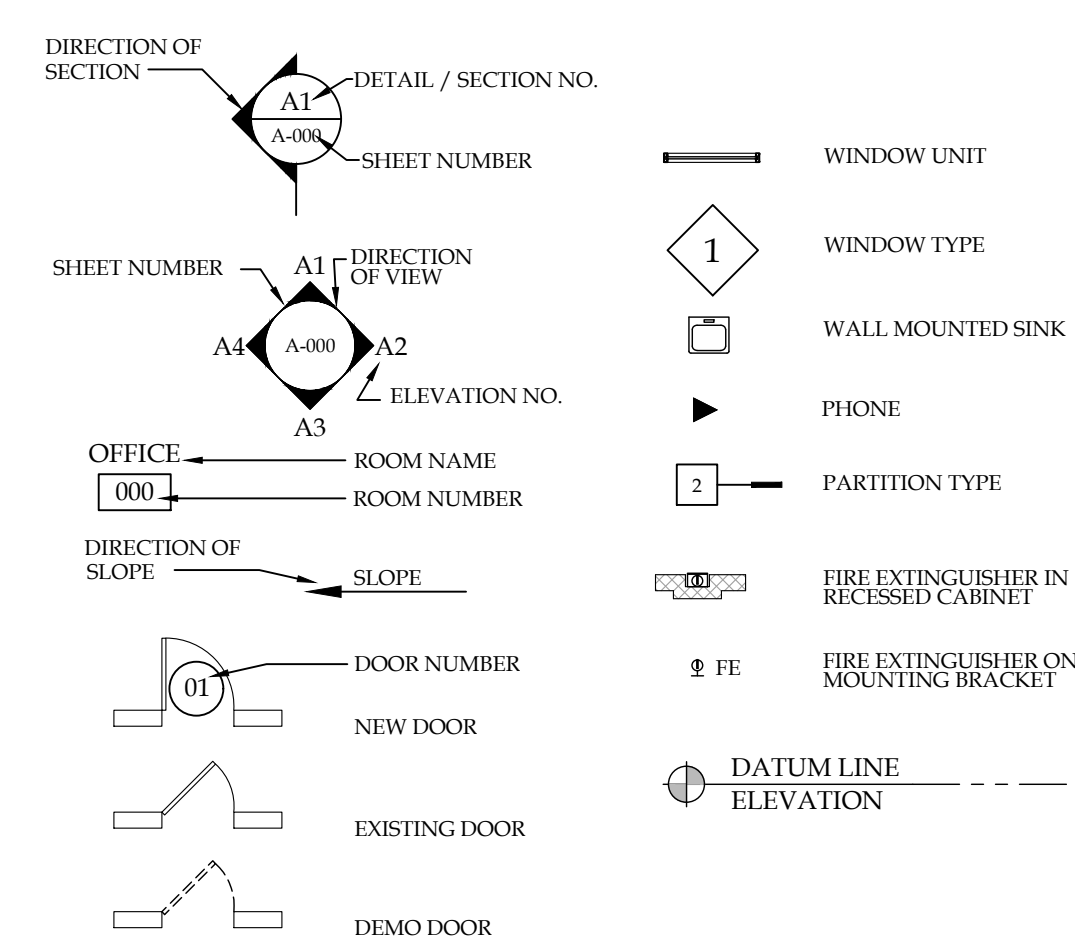 DIRECTION OF
SECTION
A1
A-000
DETAIL / SECTION NO.
SHEET NUMBER
SHEET NUMBER
A1
DIRECTION
OF VIEW
A4
A-000
A2
ELEVATION NO.
A3
OFFICE
ROOM NAME
000
ROOM NUMBER
DIRECTION OF
SLOPE
SLOPE
01
DOOR NUMBER
NEW DOOR
EXISTING DOOR
DEMO DOOR
WINDOW UNIT
1
WINDOW TYPE
WALL MOUNTED SINK
PHONE
2
PARTITION TYPE
FIRE EXTINGUISHER IN
RECESSED CABINET
FE
FIRE EXTINGUISHER ON
MOUNTING BRACKET
DATUM LINE
ELEVATION